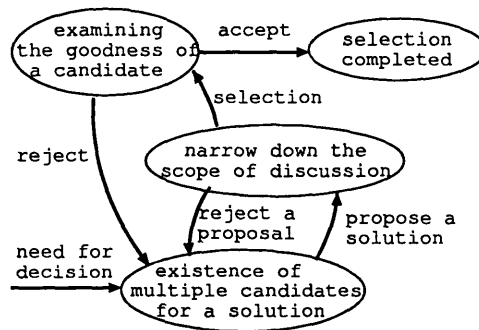 examining
the goodness of
a candidate
accept
selection
completed
selection
reject
narrow down the
scope of discussion
reject a
proposal
propose a
solution
need for
decision
existence of
multiple candidates
for a solution